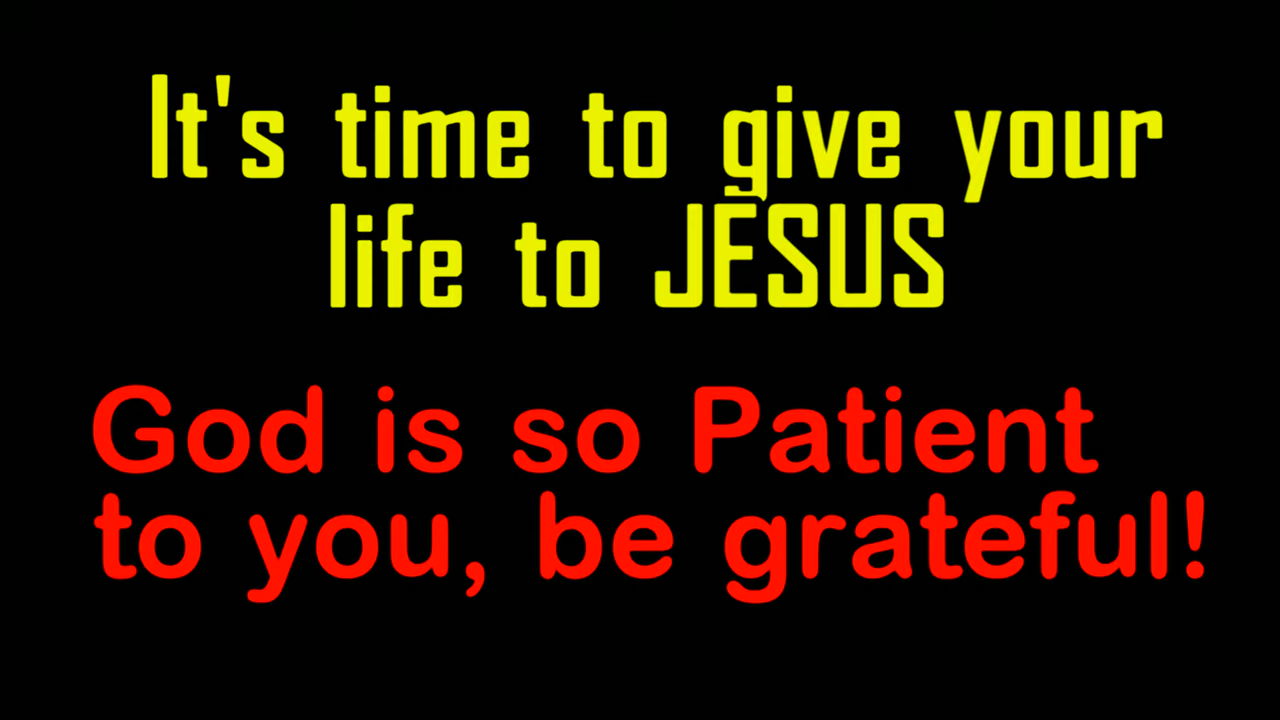 It's time to give your
life to JESUS
God is so Patient
to you, be grateful!